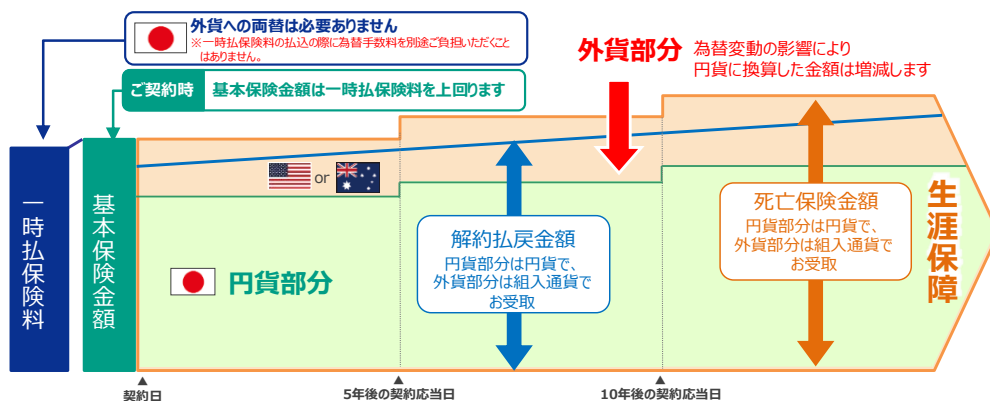 外貨への両替は必要ありません
※一時払保険料の払込の際に為替手数料を別途ご負担いただくこと
はありません。
ご契約時 基本保険金額は一時払保険料を上回ります
外貨部分
為替変動の影響により
円貨に換算した金額は増減します
一時払保険料
基本保険金額
or
円貨部分
解約払戻金額
円貨部分は円貨で、
外貨部分は組入通貨で
お受取
死亡保険金額
円貨部分は円貨で、
外貨部分は組入通貨で
お受取
生涯保障
▲
契約日
▲
5年後の契約応当日
▲
10年後の契約応当日